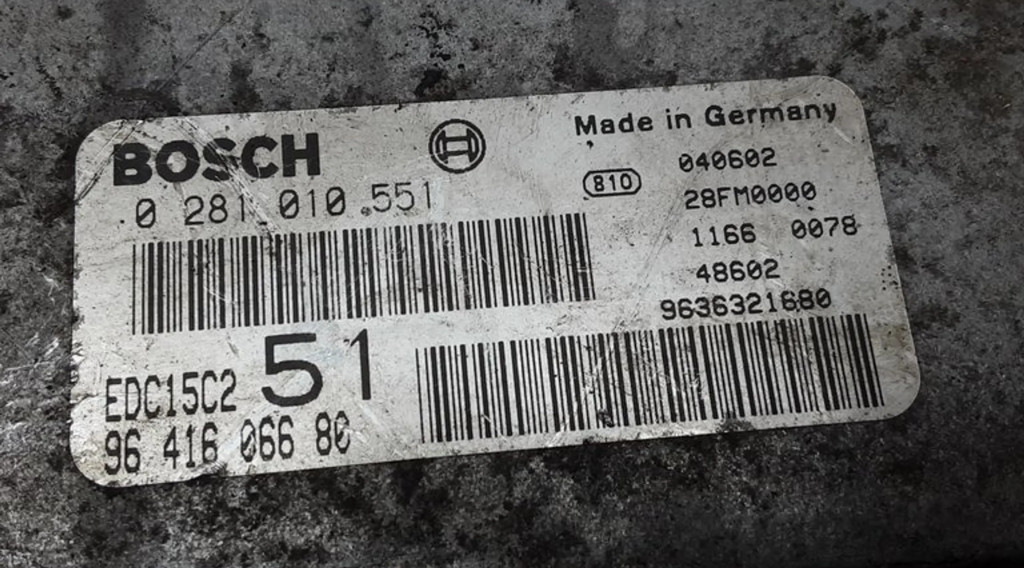 BOSCH
Made in Germany
0 281 010 551
810
040602
28FM0000
1166 0078
48602
9636321680
EDC15C2
51
96 416 066 80